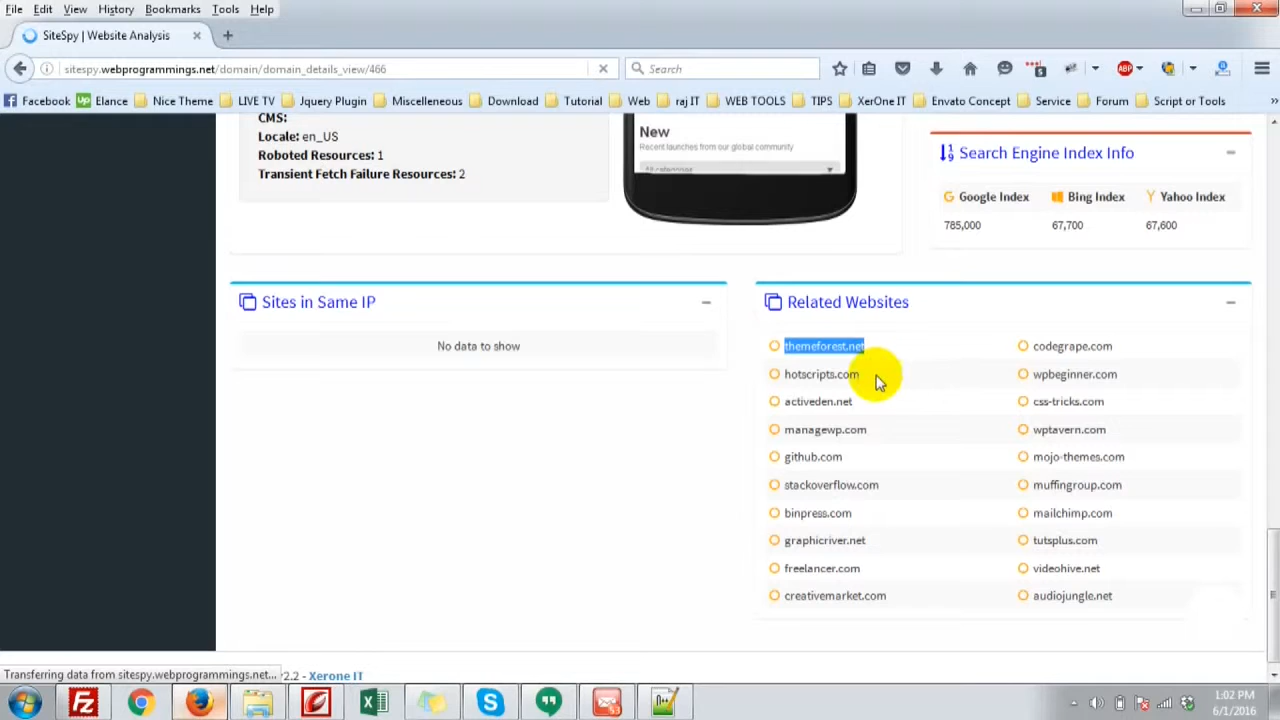 File Edit View History Bookmarks Tools Help
SiteSpy | Website Analysis
sitespy.webprogrammings.net/domain/domain_details_view/466
Search
Facebook Elance Nice Theme LIVE TV Jquery Plugin Miscelleneous Download Tutorial Web raj IT WEB TOOLS TIPS XerOne IT Envato Concept Service Forum Script or Tools
CMS:
Locale: en_US
Roboted Resources: 1
Transient Fetch Failure Resources: 2
New
Recent launches from our global community
All categories
Search Engine Index Info
Google Index Bing Index Yahoo Index
785,000 67,700 67,600
Sites in Same IP
No data to show
Related Websites
themeforest.net codegrape.com
hotscripts.com wpbeginner.com
activeden.net css-tricks.com
managewp.com wptavern.com
github.com mojo-themes.com
stackoverflow.com muffingroup.com
binpress.com mailchimp.com
graphicriver.net tutsplus.com
freelancer.com videohive.net
creativemarket.com audiojungle.net
Transferring data from sitespy.webprogrammings.net... 2.2 - Xerone IT
1:02 PM
6/1/2016